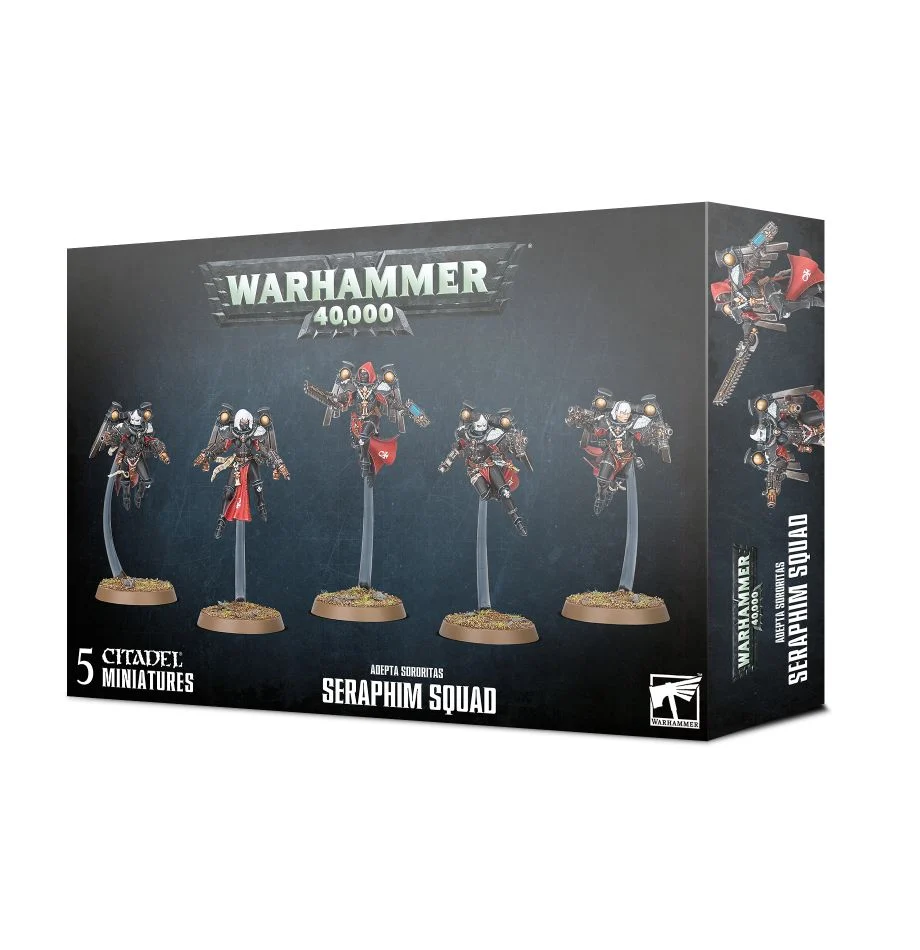 WARHAMMER
40,000
5 CITADEL
MINIATURES
ADEPTA SORORITAS
SERAPHIM SQUAD
WARHAMMER
WARHAMMER
40,000
ADEPTA SORORITAS
SERAPHIM SQUAD